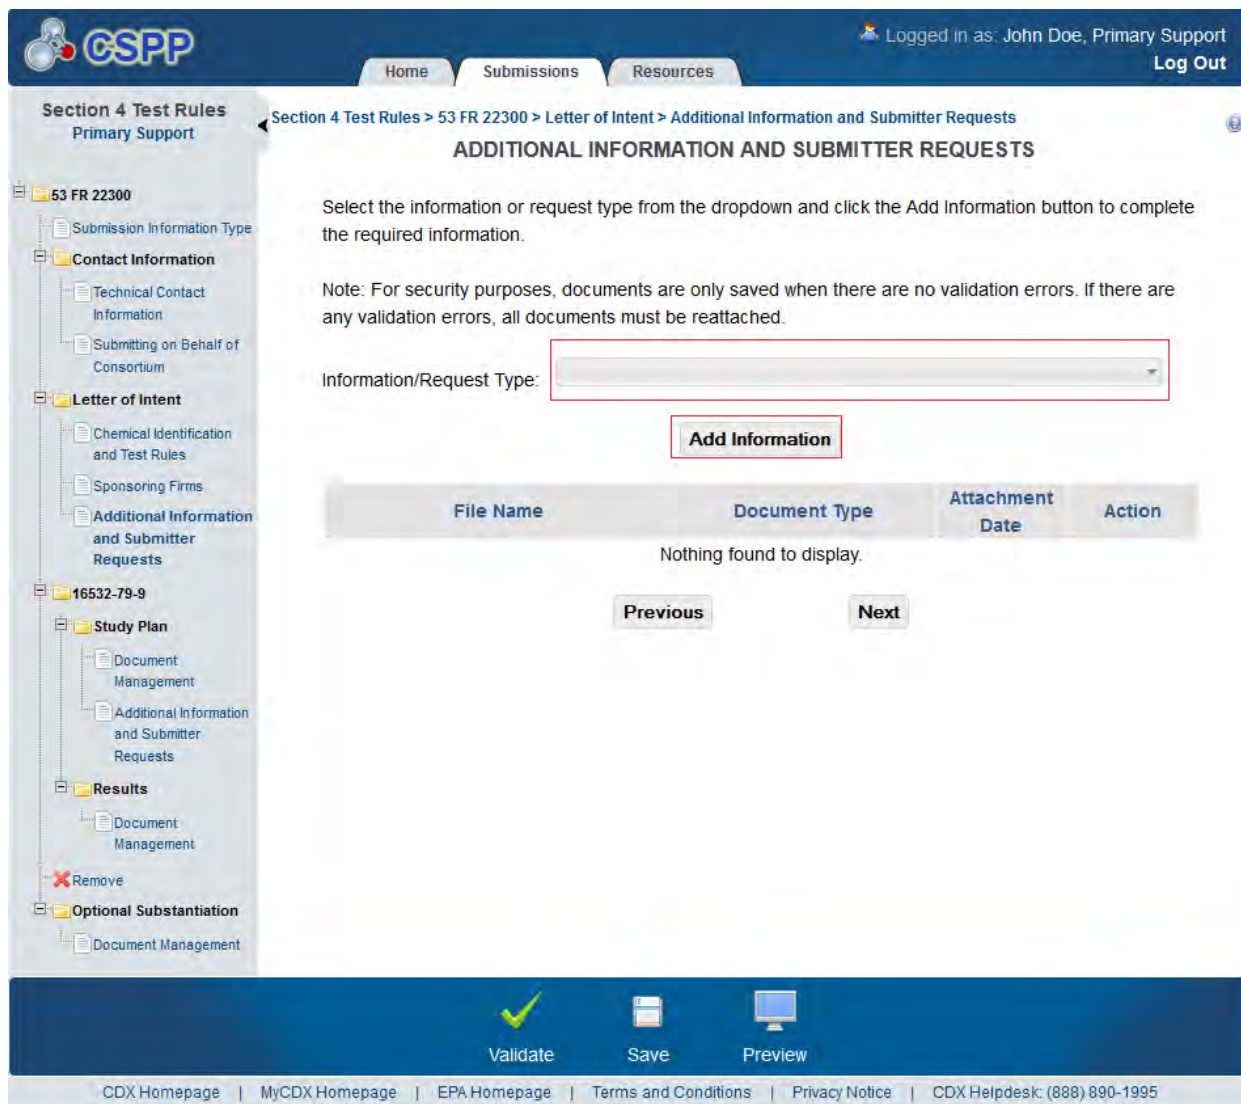 CSPP
Logged in as: John Doe, Primary Support
Log Out
Home
Submissions
Resources
Section 4 Test Rules
Primary Support
53 FR 22300
Submission Information Type
Contact Information
Technical Contact
Information
Submitting on Behalf of
Consortium
Letter of Intent
Chemical Identification
and Test Rules
Sponsoring Firms
Additional Information
and Submitter
Requests
16532-79-9
Study Plan
Document
Management
Additional Information
and Submitter
Requests
Results
Document
Management
Remove
Optional Substantiation
Document Management
Section 4 Test Rules > 53 FR 22300 > Letter of Intent > Additional Information and Submitter Requests
ADDITIONAL INFORMATION AND SUBMITTER REQUESTS
Select the information or request type from the dropdown and click the Add Information button to complete
the required information.
Note: For security purposes, documents are only saved when there are no validation errors. If there are
any validation errors, all documents must be reattached.
Information/Request Type:
Add Information
File Name
Document Type
Attachment
Date
Action
Nothing found to display.
Previous
Next
Validate
Save
Preview
CDX Homepage | MyCDX Homepage | EPA Homepage | Terms and Conditions | Privacy Notice | CDX Helpdesk: (888) 890-1995